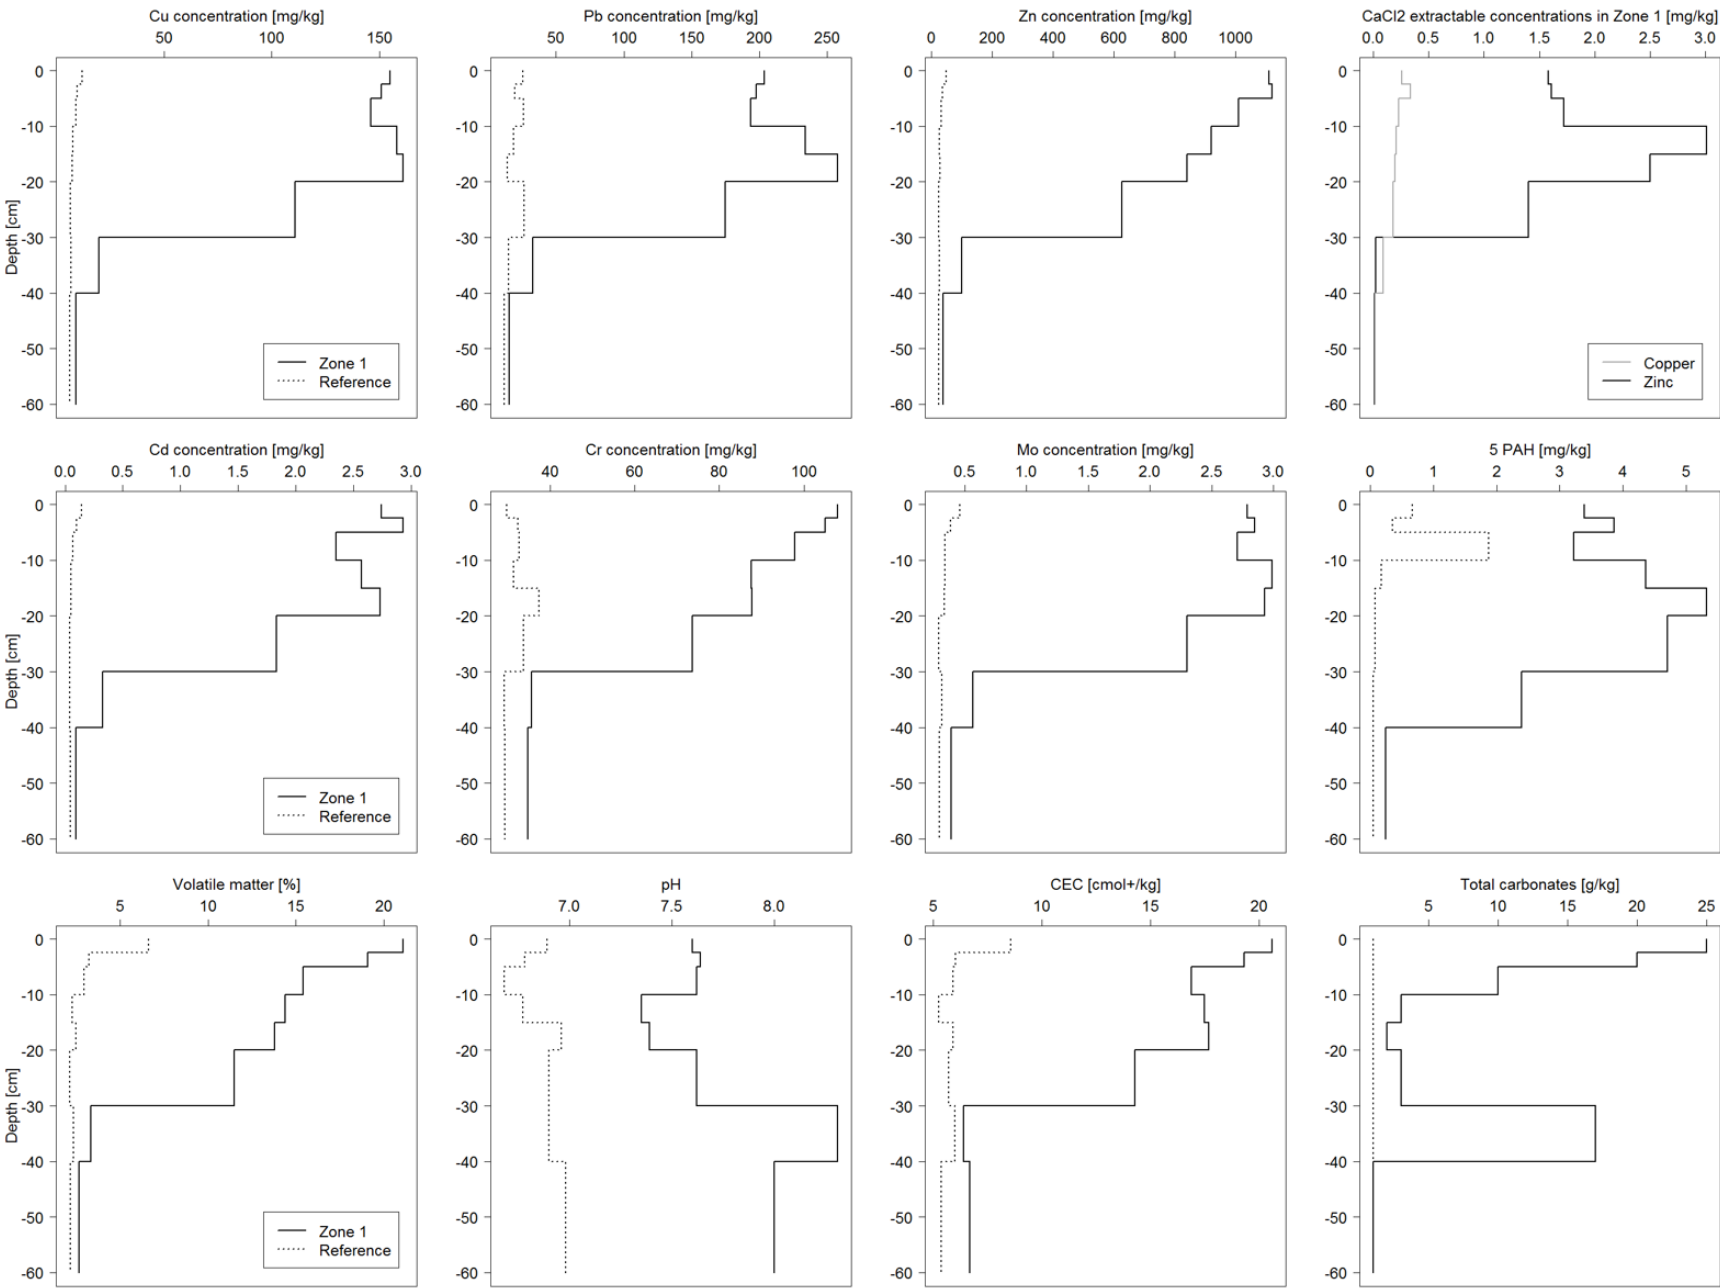 Cu concentration [mg/kg]
50 100 150
Pb concentration [mg/kg]
50 100 150 200 250
Zn concentration [mg/kg]
0 200 400 600 800 1000
CaCl2 extractable concentrations in Zone 1 [mg/kg]
0.0 0.5 1.0 1.5 2.0 2.5 3.0
Depth [cm]
0
-10
-20
-30
-40
-50
-60
Zone 1
Reference
0
-10
-20
-30
-40
-50
-60
0
-10
-20
-30
-40
-50
-60
0
-10
-20
-30
-40
-50
-60
Copper
Zinc
Cd concentration [mg/kg]
0.0 0.5 1.0 1.5 2.0 2.5 3.0
Cr concentration [mg/kg]
40 60 80 100
Mo concentration [mg/kg]
0.5 1.0 1.5 2.0 2.5 3.0
5 PAH [mg/kg]
0 1 2 3 4 5
Depth [cm]
0
-10
-20
-30
-40
-50
-60
Zone 1
Reference
0
-10
-20
-30
-40
-50
-60
0
-10
-20
-30
-40
-50
-60
0
-10
-20
-30
-40
-50
-60
Volatile matter [%]
5 10 15 20
pH
7.0 7.6 8.0
CEC [cmol+/kg]
5 10 15 20
Total carbonates [g/kg]
5 10 15 20 25
Depth [cm]
0
-10
-20
-30
-40
-50
-60
Zone 1
Reference
0
-10
-20
-30
-40
-50
-60
0
-10
-20
-30
-40
-50
-60
0
-10
-20
-30
-40
-50
-60